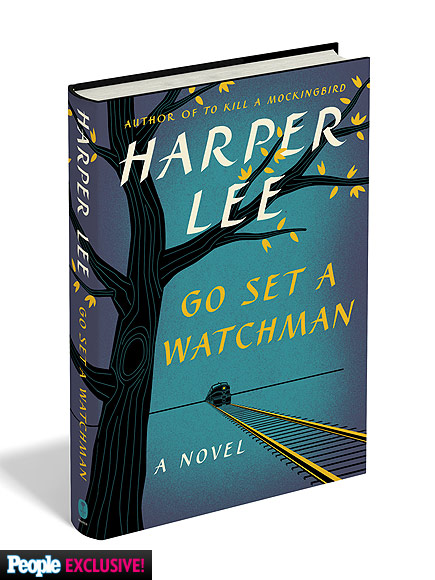 AUTHOR OF TO KILL A MOCKINGBIRD
HARPER
LEE
GO SET A
WATCHMAN
A NOVEL
HARPER LEE GO SET A WATCHMAN
People EXCLUSIVE!